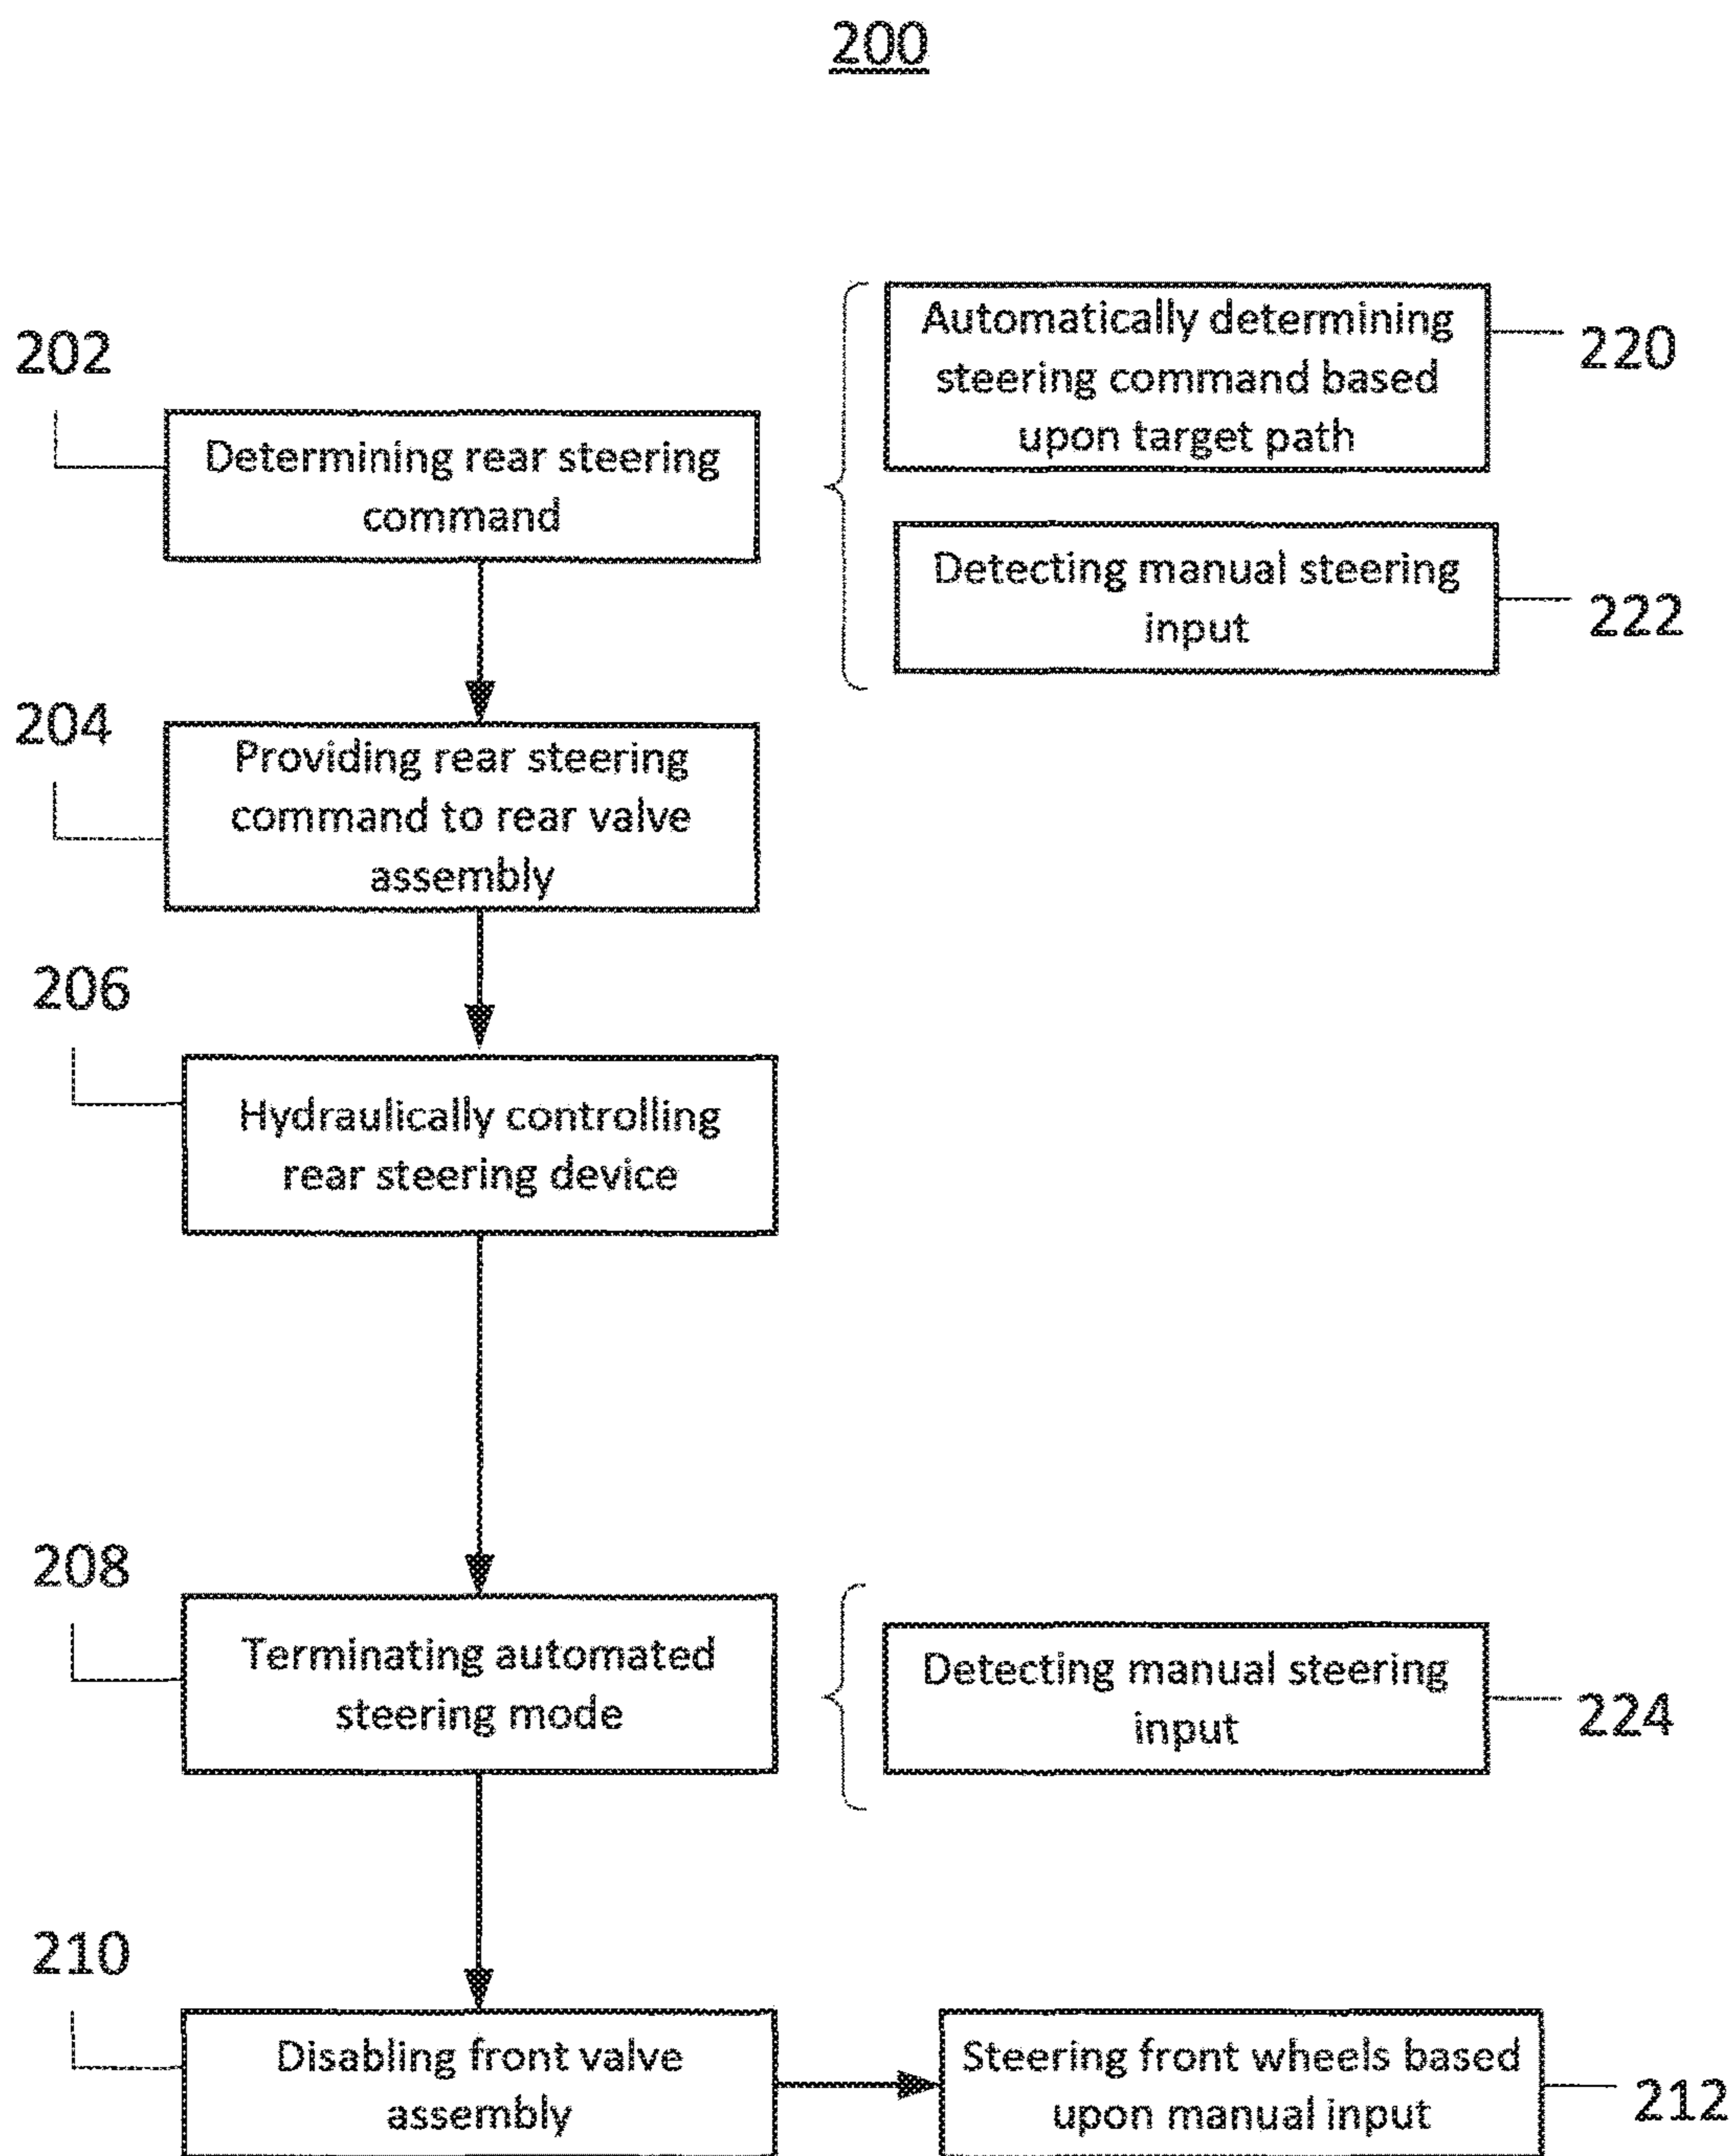 200
202
Determining rear steering
command
Automatically determining
steering command based
upon target path
220
Detecting manual steering
input
222
204
Providing rear steering
command to rear valve
assembly
206
Hydraulically controlling
rear steering device
208
Terminating automated
steering mode
Detecting manual steering
input
224
210
Disabling front valve
assembly
Steering front wheels based
upon manual input
212